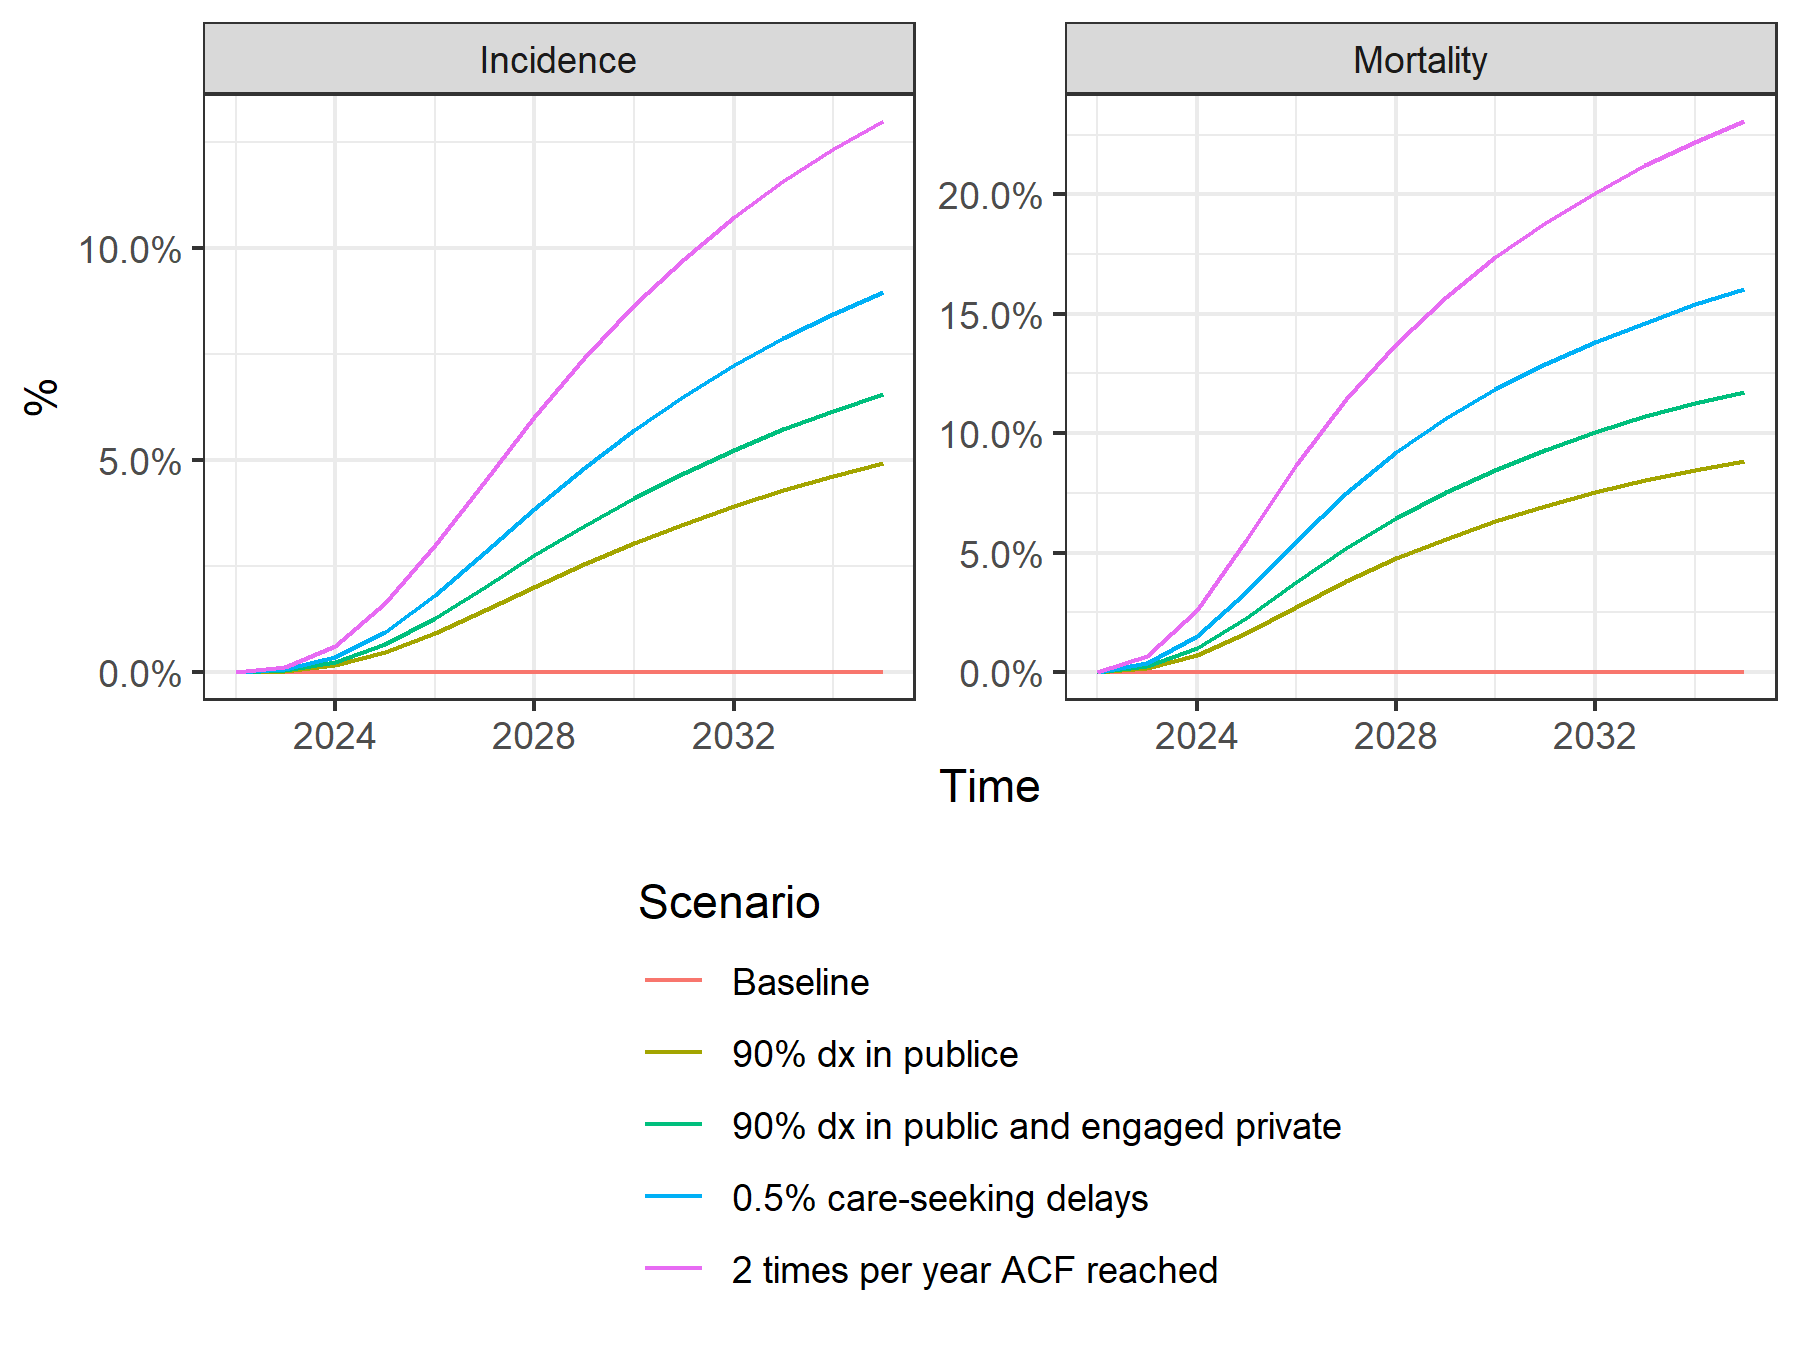 Incidence
Mortality
%
10.0%
5.0%
0.0%
20.0%
15.0%
10.0%
5.0%
0.0%
2024 2028 2032
2024 2028 2032
Time
Scenario
Baseline
90% dx in publice
90% dx in public and engaged private
0.5% care-seeking delays
2 times per year ACF reached